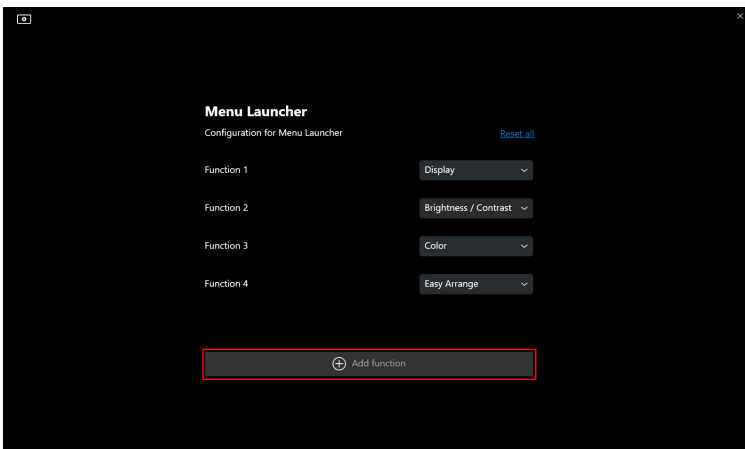 Menu Launcher
Configuration for Menu Launcher Reset all
Function 1 Display
Function 2 Brightness / Contrast
Function 3 Color
Function 4 Easy Arrange
Add function